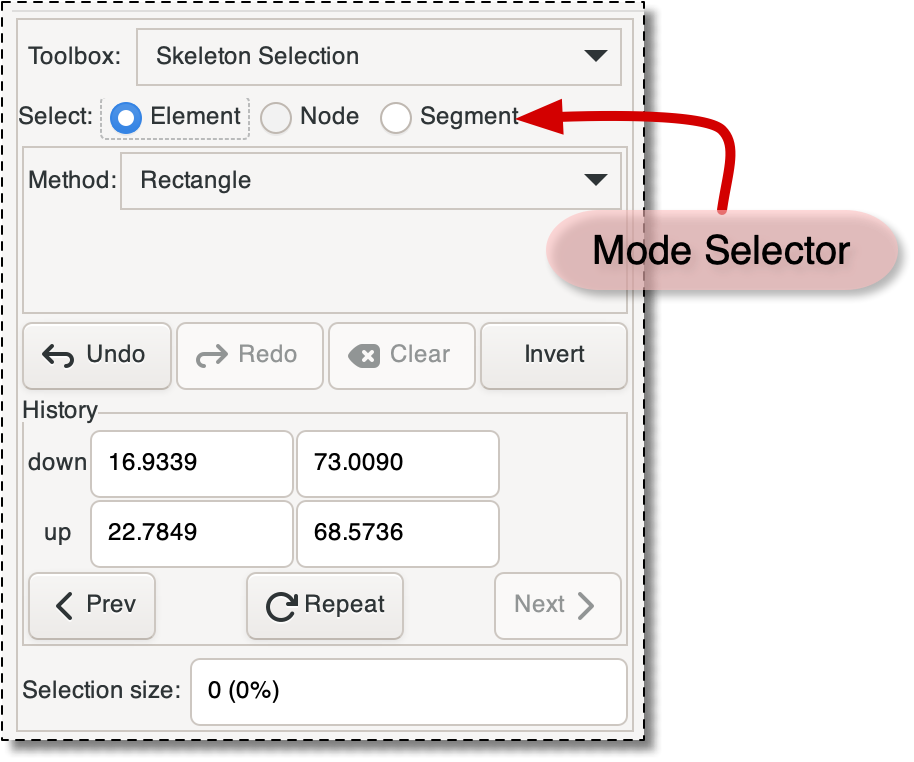 Toolbox: Skeleton Selection
Select: Element Node Segment
Method: Rectangle
Mode Selector
Undo Redo Clear Invert
History
down 16.9339 73.0090
up 22.7849 68.5736
Prev Repeat Next
Selection size: 0 (0%)